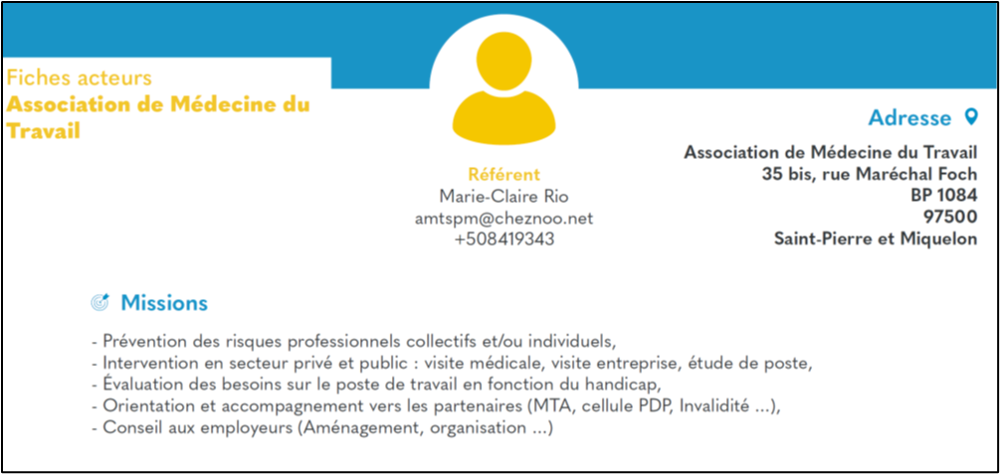 Fiches acteurs
Association de Médecine du
Travail
Référent
Marie-Claire Rio
amtspm@cheznoo.net
+508419343
Adresse
Association de Médecine du Travail
35 bis, rue Maréchal Foch
BP 1084
97500
Saint-Pierre et Miquelon
Missions
- Prévention des risques professionnels collectifs et/ou individuels,
- Intervention en secteur privé et public : visite médicale, visite entreprise, étude de poste,
- Évaluation des besoins sur le poste de travail en fonction du handicap,
- Orientation et accompagnement vers les partenaires (MTA, cellule PDP, Invalidité ...),
- Conseil aux employeurs (Aménagement, organisation ...)